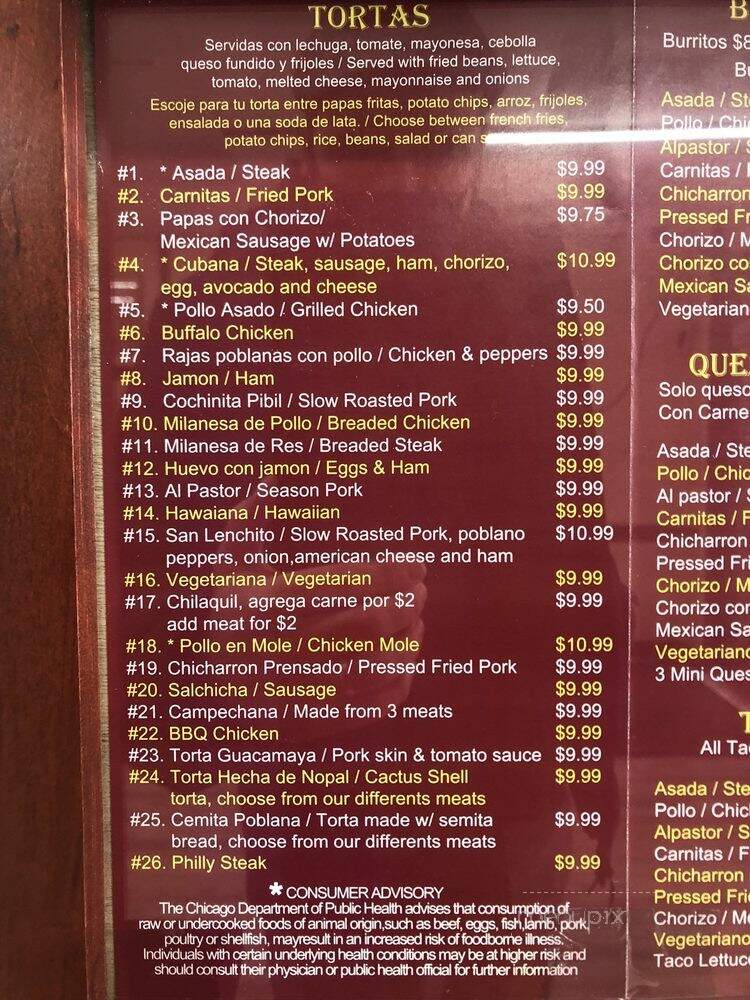 TORTAS
Servidas con lechuga, tomate, mayonesa, cebolla
queso fundido y frijoles / Served with fried beans, lettuce,
tomato, melted cheese, mayonnaise and onions
Escoje para tu torta entre papas fritas, potato chips, arroz, frijoles,
ensalada o una soda de lata. / Choose between french fries,
potato chips, rice, beans, salad or can
#1. * Asada / Steak $9.99
#2. Carnitas / Fried Pork $9.99
#3. Papas con Chorizo/ $9.75
Mexican Sausage w/ Potatoes
#4. * Cubana / Steak, sausage, ham, chorizo, $10.99
egg, avocado and cheese
#5. * Pollo Asado / Grilled Chicken $9.50
#6. Buffalo Chicken $9.99
#7. Rajas poblanas con pollo / Chicken & peppers $9.99
#8. Jamon / Ham $9.99
#9. Cochinita Pibil / Slow Roasted Pork $9.99
#10. Milanesa de Pollo / Breaded Chicken $9.99
#11. Milanesa de Res / Breaded Steak $9.99
#12. Huevo con jamon / Eggs & Ham $9.99
#13. Al Pastor / Season Pork $9.99
#14. Hawaiana / Hawaiian $9.99
#15. San Lenchito / Slow Roasted Pork, poblano $10.99
peppers, onion,american cheese and ham
#16. Vegetariana / Vegetarian $9.99
#17. Chilaquil, agrega carne por $2 $9.99
add meat for $2
#18. * Pollo en Mole / Chicken Mole $10.99
#19. Chicharron Prensado / Pressed Fried Pork $9.99
#20. Salchicha / Sausage $9.99
#21. Campechana / Made from 3 meats $9.99
#22. BBQ Chicken $9.99
#23. Torta Guacamaya / Pork skin & tomato sauce $9.99
#24. Torta Hecha de Nopal / Cactus Shell $9.99
torta, choose from our differents meats
#25. Cemita Poblana / Torta made w/ semita $9.99
bread, choose from our differents meats
#26. Philly Steak $9.99
* CONSUMER ADVISORY
The Chicago Department of Public Health advises that consumption of
raw or undercooked foods of animal origin,such as beef, eggs, fish,lamb, pork,
poultry or shellfish, mayresult in an increased risk of foodborne illness.
Individuals with certain underlying health conditions may be at higher risk and
should consult their physician or public health official for further information
menupix
B
Burritos $8
Bu
Asada / St
Pollo / Chi
Alpastor / S
Carnitas / F
Chicharron
Pressed Fr
Chorizo / M
Chorizo co
Mexican Sa
Vegetarian
QUE
Solo queso
Con Carne
Asada / Ste
Pollo / Chic
Al pastor / S
Carnitas / F
Chicharron
Pressed Fri
Chorizo / M
Chorizo con
Mexican Sa
Vegetariano
3 Mini Ques
T
All Ta
Asada / Ste
Pollo / Chic
Alpastor / S
Carnitas / F
Chicharron
Pressed Frie
Chorizo / Me
Vegetariano
Taco Lettuce